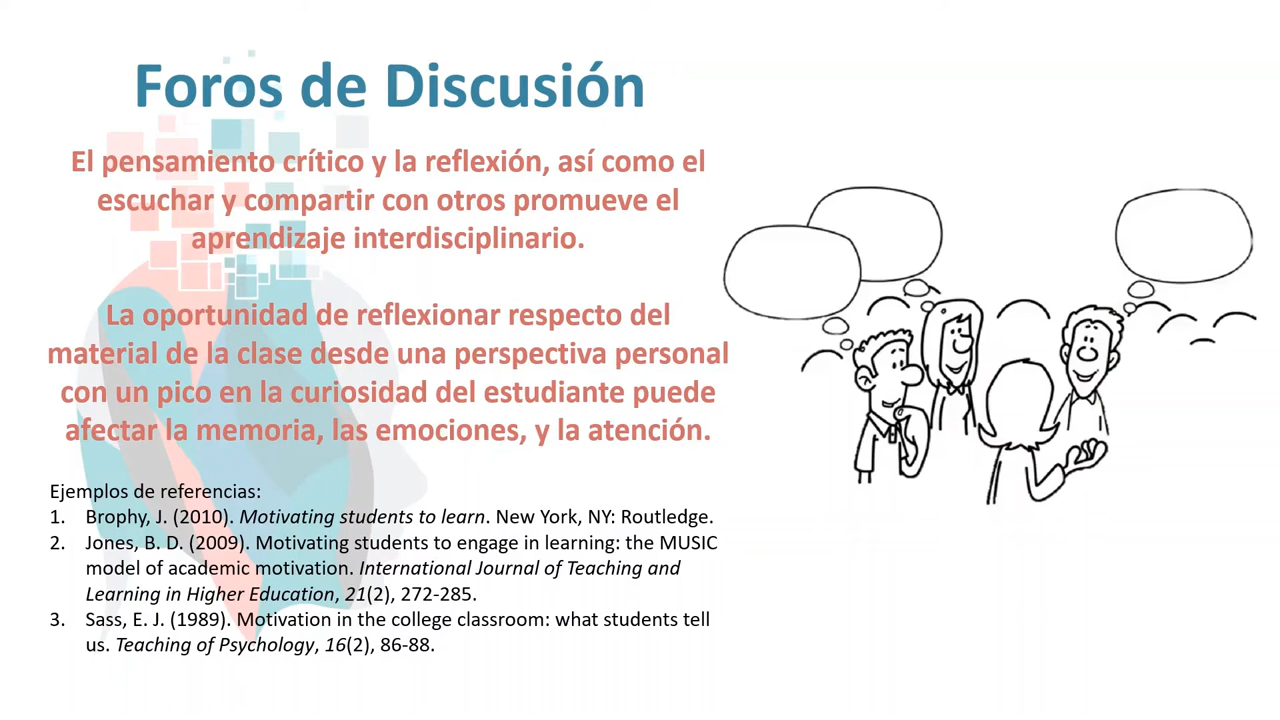 Foros de Discusión
El pensamiento crítico y la reflexión, así como el
escuchar y compartir con otros promueve el
aprendizaje interdisciplinario.
La oportunidad de reflexionar respecto del
material de la clase desde una perspectiva personal
con un pico en la curiosidad del estudiante puede
afectar la memoria, las emociones, y la atención.
Ejemplos de referencias:
1. Brophy, J. (2010). Motivating students to learn. New York, NY: Routledge.
2. Jones, B. D. (2009). Motivating students to engage in learning: the MUSIC
model of academic motivation. International Journal of Teaching and
Learning in Higher Education, 21(2), 272-285.
3. Sass, E. J. (1989). Motivation in the college classroom: what students tell
us. Teaching of Psychology, 16(2), 86-88.